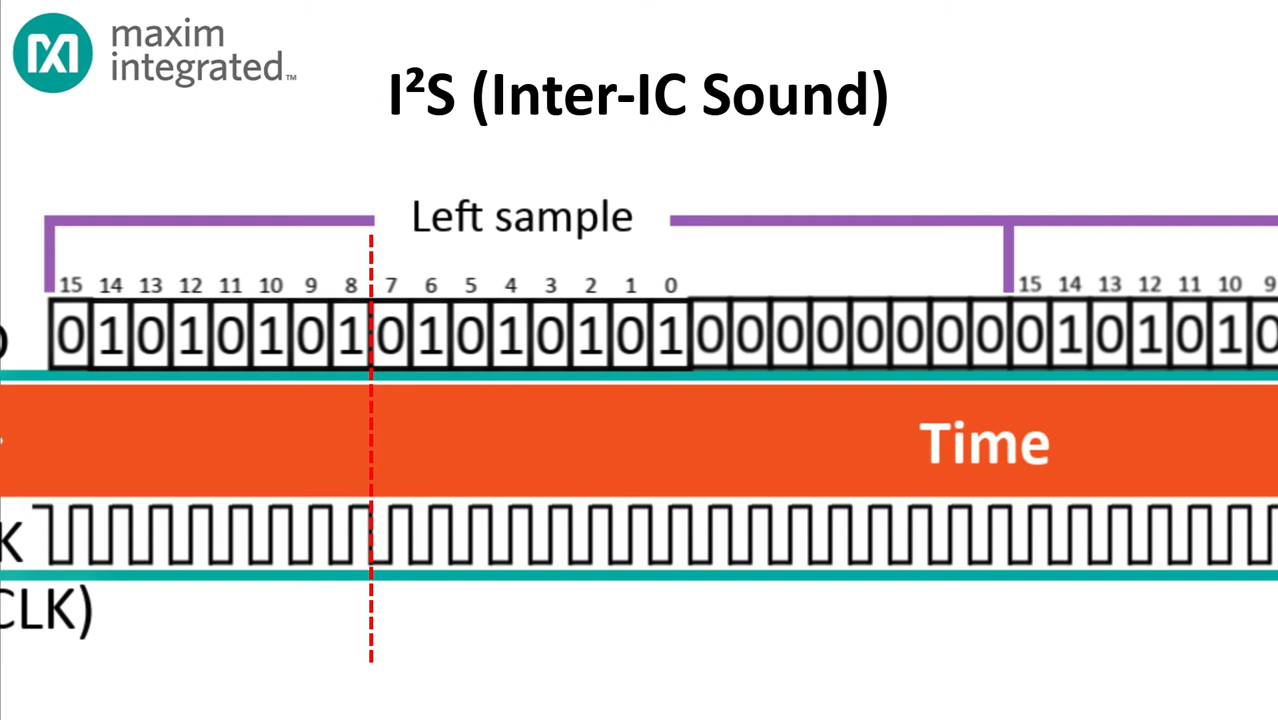 maxim
integrated™
I²S (Inter-IC Sound)
Left sample
15 14 13 12 11 10 9 8 7 6 5 4 3 2 1 0 15 14 13 12 11 10 9
0 1 0 1 0 1 0 1 0 1 0 1 0 1 0 1 0 0 0 0 0 0 0 0 0 1 0 1 0 1 0
Time
K
CLK)